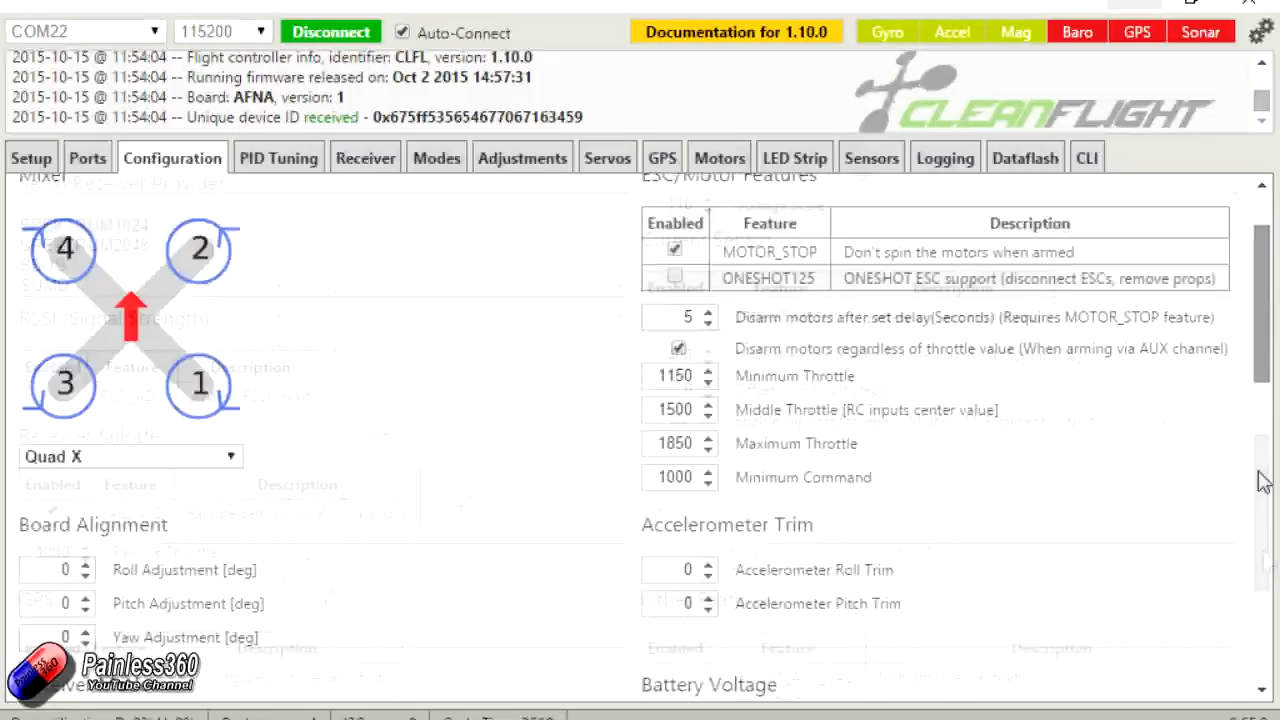 COM22 115200 Disconnect Auto-Connect Documentation for 1.10.0 Gyro Accel Mag Baro GPS Sonar
2015-10-15 @ 11:54:04 -- Flight controller info, identifier: CLFL, version: 1.10.0
2015-10-15 @ 11:54:04 -- Running firmware released on: Oct 2 2015 14:57:31
2015-10-15 @ 11:54:04 -- Board: AFNA, version: 1
2015-10-15 @ 11:54:04 -- Unique device ID received - 0x675ff535654677067163459
CLEANFLIGHT
Setup Ports Configuration PID Tuning Receiver Modes Adjustments Servos GPS Motors LED Strip Sensors Logging Dataflash CLI
Mixer
4 2
3 1
Quad X
Board Alignment
0 Roll Adjustment [deg]
0 Pitch Adjustment [deg]
0 Yaw Adjustment [deg]
ESC/Motor Features
Enabled Feature Description
MOTOR_STOP Don't spin the motors when armed
ONESHOT125 ONESHOT ESC support (disconnect ESCs, remove props)
5 Disarm motors after set delay(Seconds) (Requires MOTOR_STOP feature)
Disarm motors regardless of throttle value (When arming via AUX channel)
1150 Minimum Throttle
1500 Middle Throttle [RC inputs center value]
1850 Maximum Throttle
1000 Minimum Command
Accelerometer Trim
0 Accelerometer Roll Trim
0 Accelerometer Pitch Trim
Battery Voltage
Painless360
YouTube Channel